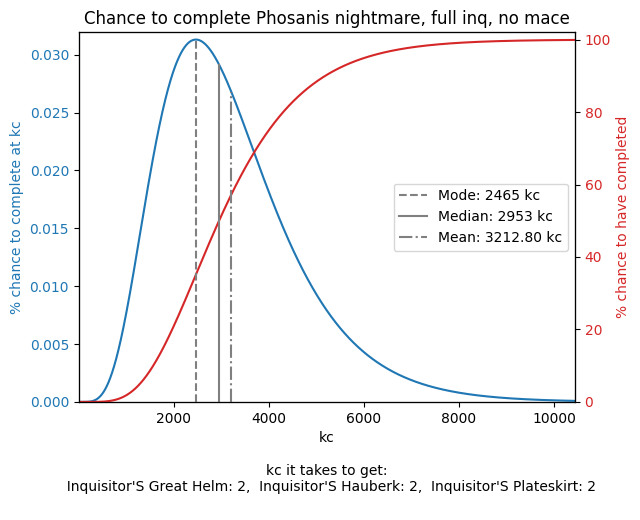 Chance to complete Phosanis nightmare, full inq, no mace
% chance to complete at kc
0.030
0.025
0.020
0.015
0.010
0.005
0.000
100
80
60
40
20
0
% chance to have completed
Mode: 2465 kc
Median: 2953 kc
Mean: 3212.80 kc
2000 4000 6000 8000 10000
kc
kc it takes to get:
Inquisitor'S Great Helm: 2, Inquisitor'S Hauberk: 2, Inquisitor'S Plateskirt: 2